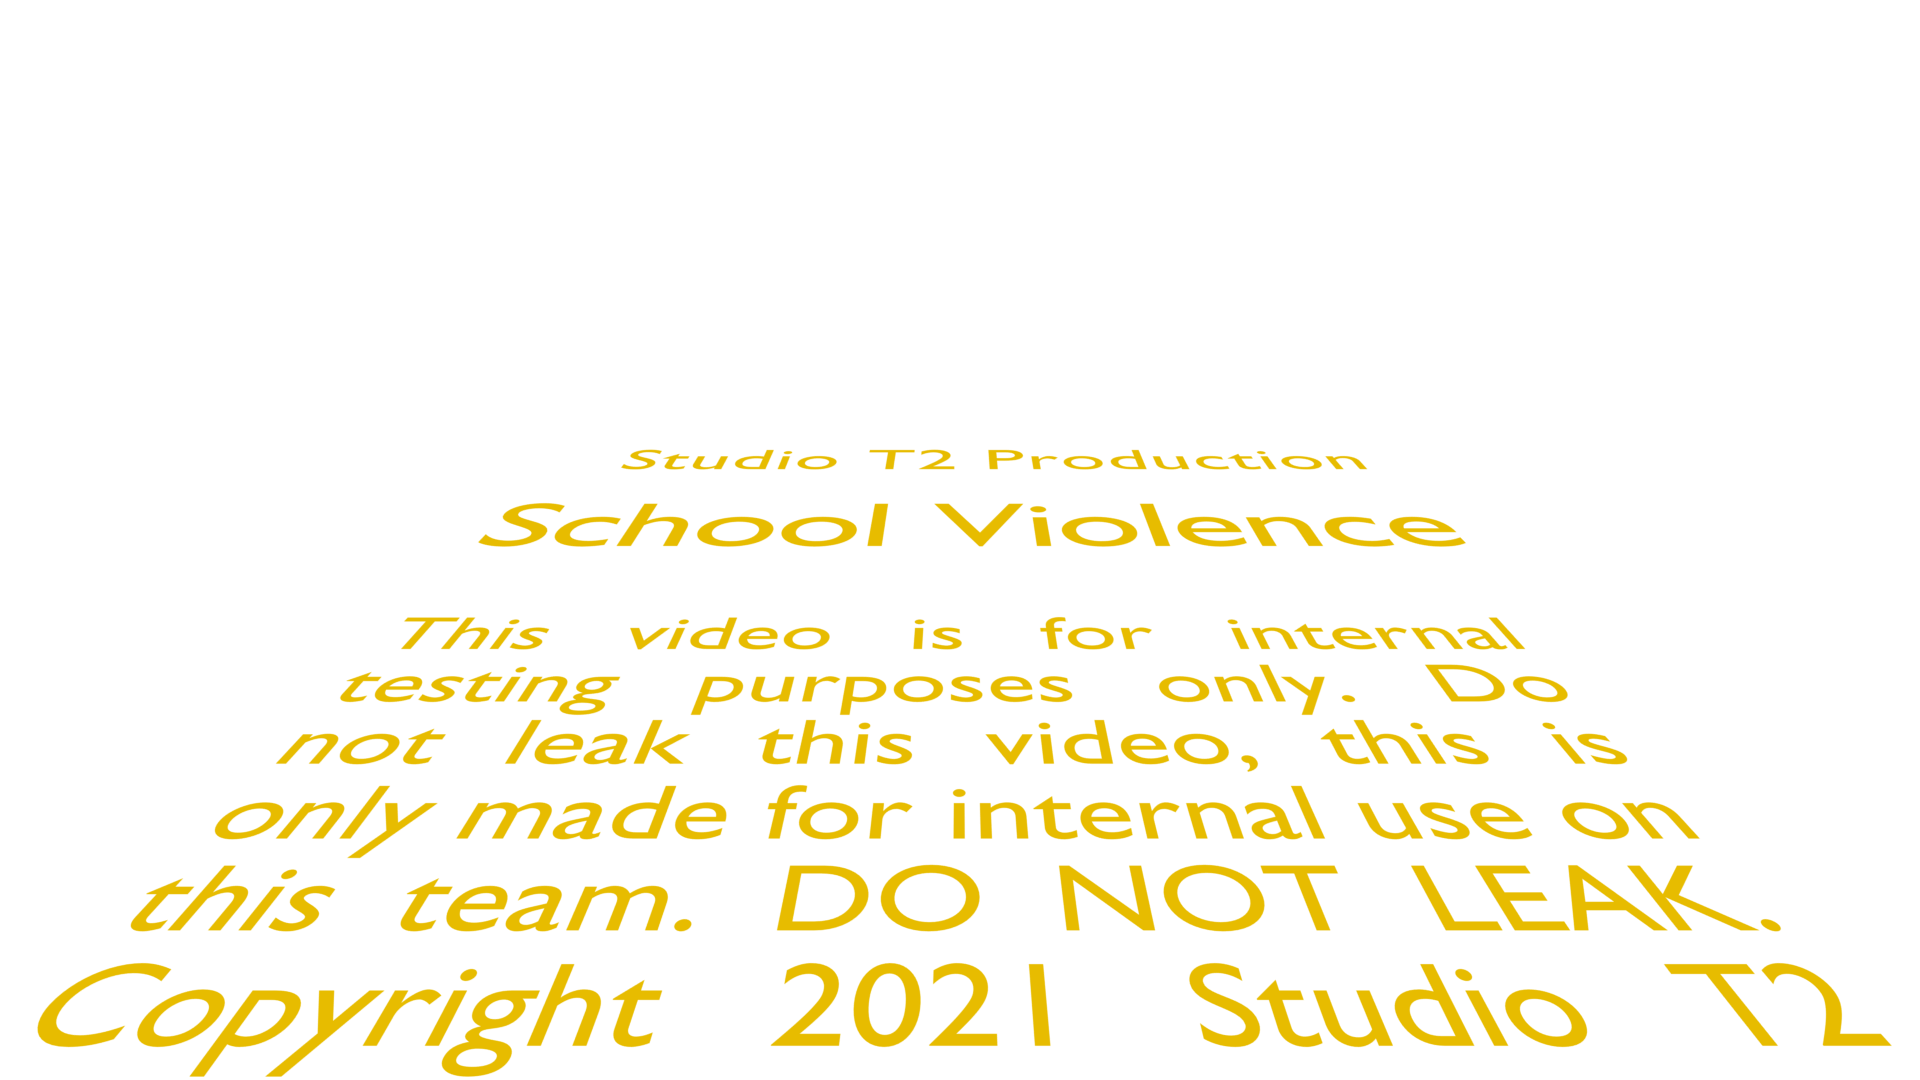 Studio T2 Production
School Violence
This video is for internal
testing purposes only. Do
not leak this video, this is
only made for internal use on
this team. DO NOT LEAK.
Copyright 2021 Studio T2